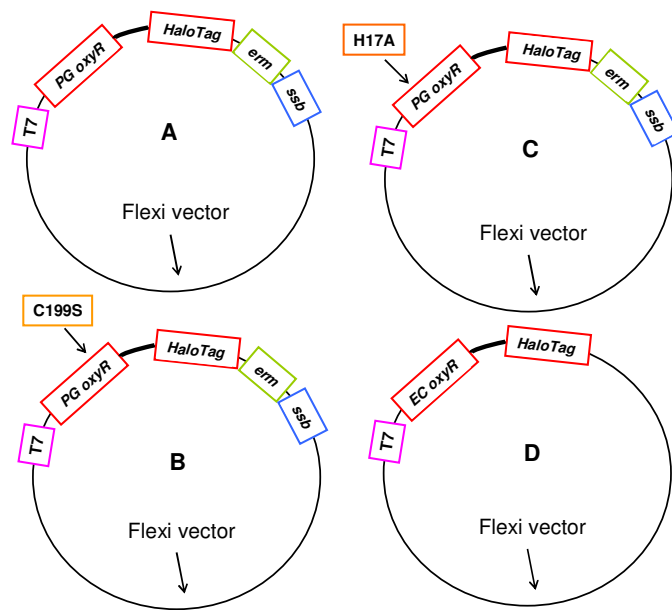 HaloTag
PG oxyR
erm
ssb
T7
A
Flexi vector
H17A
HaloTag
PG oxyR
erm
ssb
T7
C
Flexi vector
C199S
HaloTag
PG oxyR
erm
ssb
T7
B
Flexi vector
HaloTag
EC oxyR
T7
D
Flexi vector